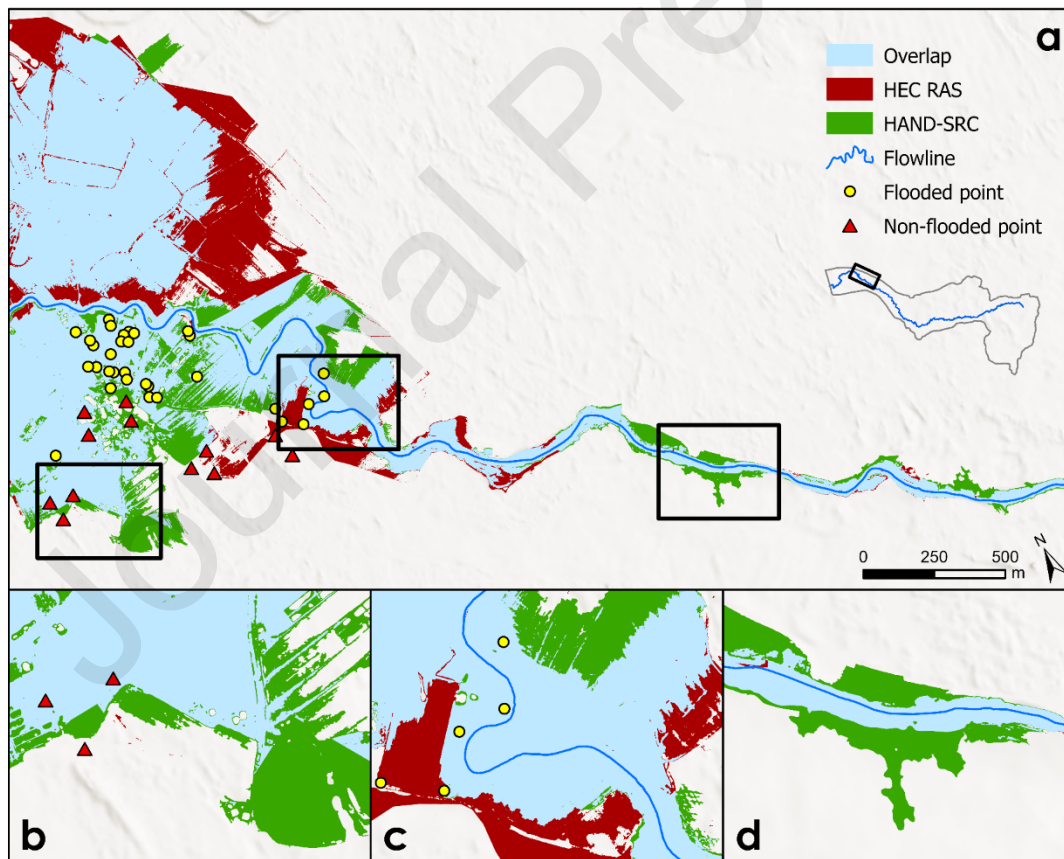 a
Overlap
HEC RAS
HAND-SRC
Flowline
Flooded point
Non-flooded point
N
0 250 500
m
Journal Pre
b
c
d